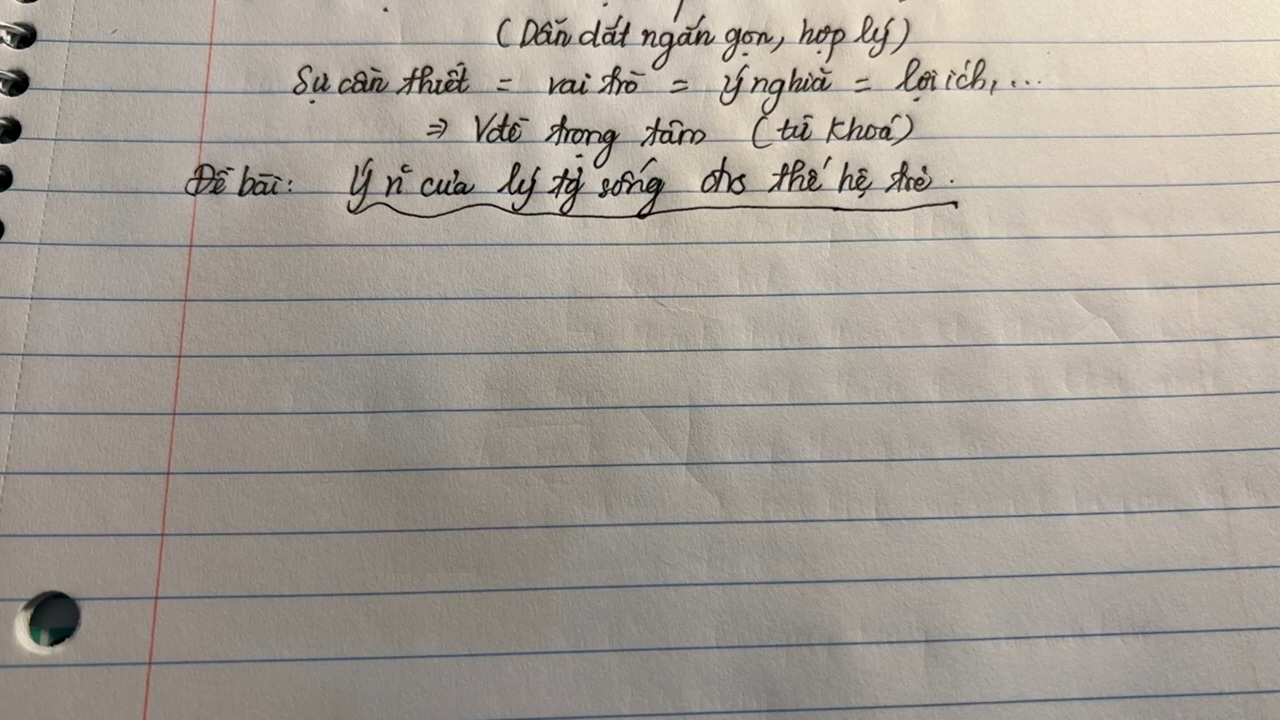 (Dẫn dắt ngắn gọn, hợp lý)
Sự cần thiết = vai trò = ý nghĩa = lợi ích, ...
⇒ Vđề trọng tâm (từ khoá)
Đề bài: Ý n^c của lý tg sống cho thế hệ trẻ.